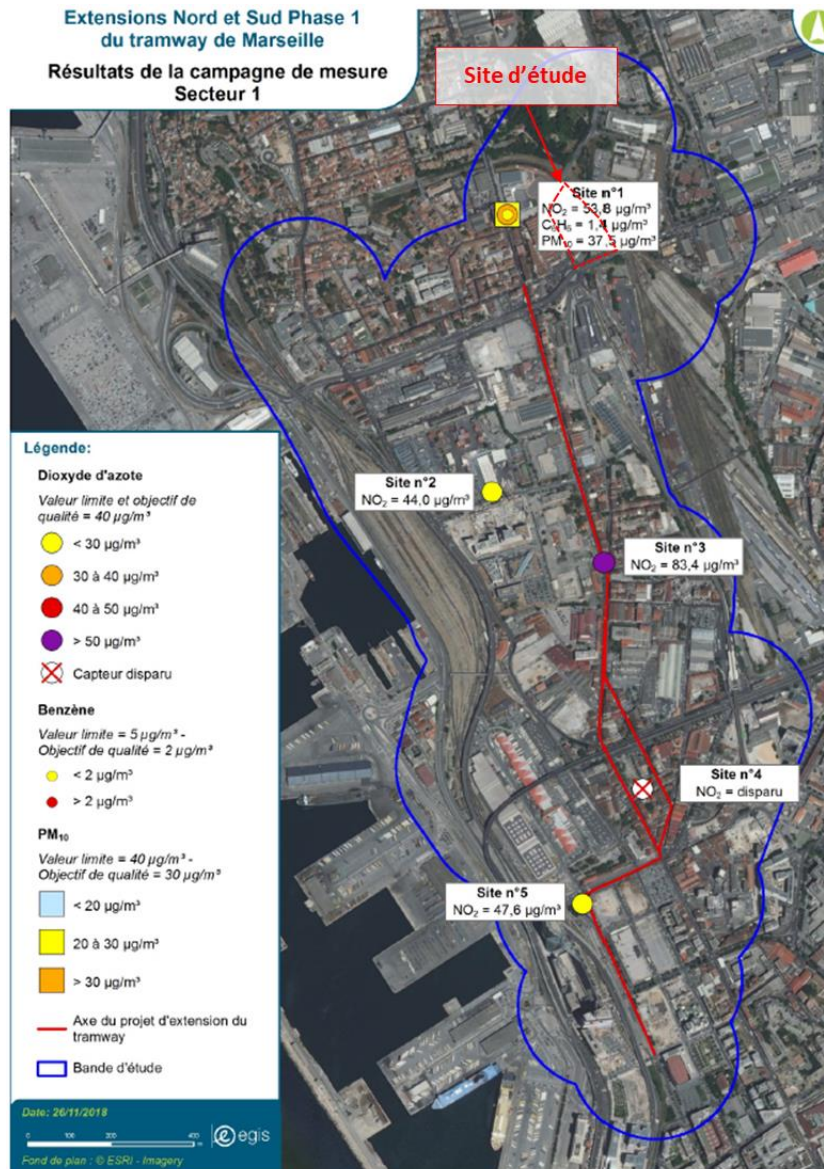 Extensions Nord et Sud Phase 1
du tramway de Marseille
Résultats de la campagne de mesure
Secteur 1
Site d'étude
Site n°1
NO₂ = 53,8 µg/m³
C₆H₆ = 1,4 µg/m³
PM₁₀ = 37,5 µg/m³
Site n°2
NO₂ = 44,0 µg/m³
Site n°3
NO₂ = 83,4 µg/m³
Site n°4
NO₂ = disparu
Site n°5
NO₂ = 47,6 µg/m³
Légende:
Dioxyde d'azote
Valeur limite et objectif de
qualité = 40 µg/m³
< 30 µg/m³
30 à 40 µg/m³
40 à 50 µg/m³
> 50 µg/m³
Capteur disparu
Benzène
Valeur limite = 5 µg/m³ -
Objectif de qualité = 2 µg/m³
< 2 µg/m³
> 2 µg/m³
PM₁₀
Valeur limite = 40 µg/m³ -
Objectif de qualité = 30 µg/m³
< 20 µg/m³
20 à 30 µg/m³
> 30 µg/m³
Axe du projet d'extension du
tramway
Bande d'étude
Date: 26/11/2018
0 100 200 400
m
egis
Fond de plan : © ESRI - Imagery